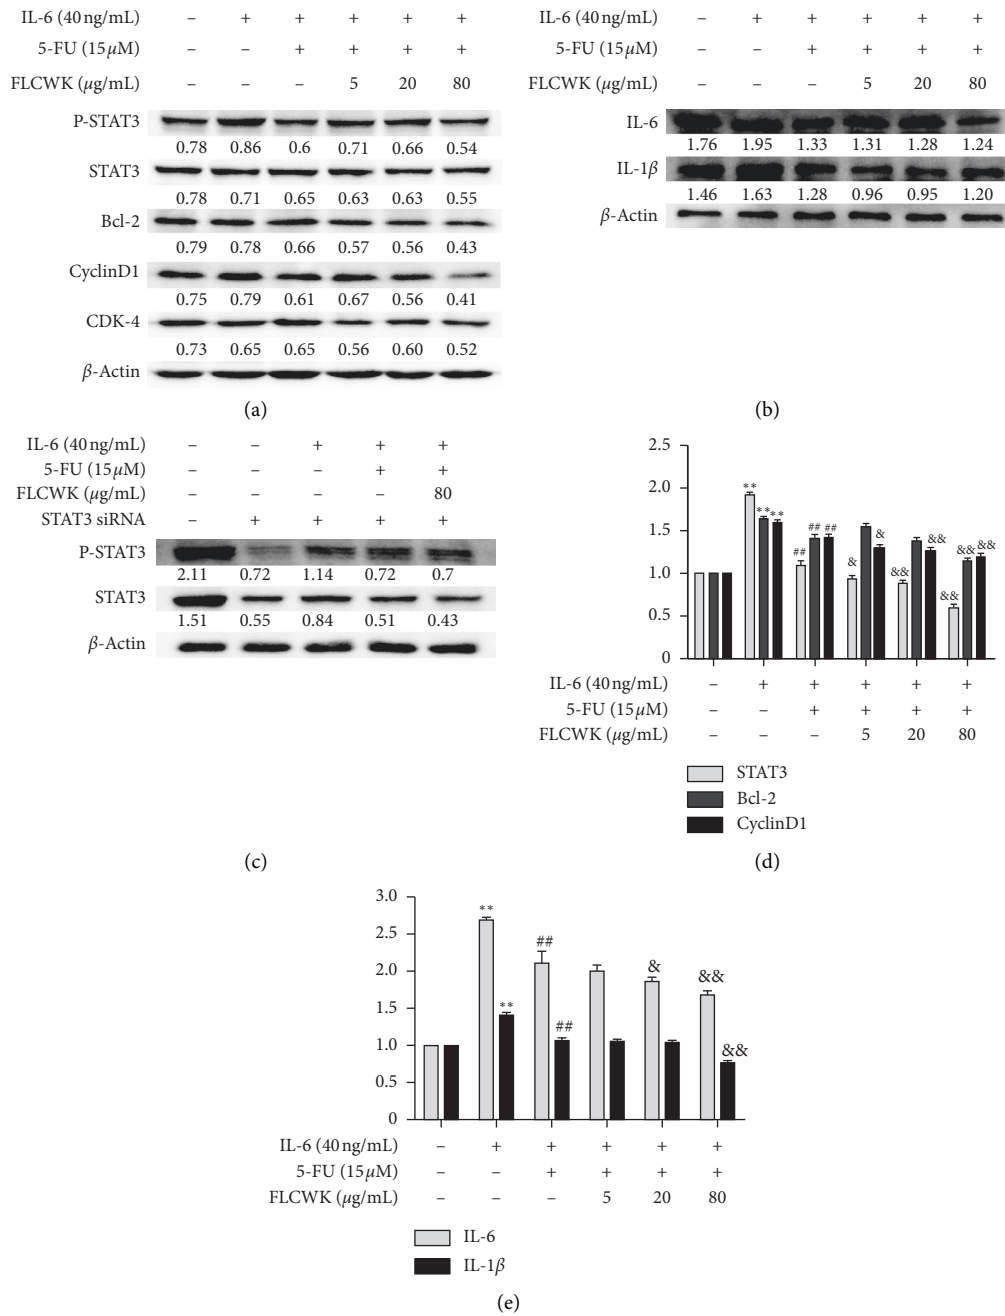 IL-6 (40 ng/mL) – + + + + +
5-FU (15 μM) – – + + + +
FLCWK (μg/mL) – – – 5 20 80
P-STAT3
0.78 0.86 0.6 0.71 0.66 0.54
STAT3
0.78 0.71 0.65 0.63 0.63 0.55
Bcl-2
0.79 0.78 0.66 0.57 0.56 0.43
CyclinD1
0.75 0.79 0.61 0.67 0.56 0.41
CDK-4
0.73 0.65 0.65 0.56 0.60 0.52
β-Actin
(a)
IL-6 (40 ng/mL) – + + + + +
5-FU (15 μM) – – + + + +
FLCWK (μg/mL) – – – 5 20 80
IL-6
1.76 1.95 1.33 1.31 1.28 1.24
IL-1β
1.46 1.63 1.28 0.96 0.95 1.20
β-Actin
(b)
IL-6 (40 ng/mL) – – + + +
5-FU (15 μM) – – + +
FLCWK (μg/mL) – – – – 80
STAT3 siRNA – + + + +
P-STAT3
2.11 0.72 1.14 0.72 0.7
STAT3
1.51 0.55 0.84 0.51 0.43
β-Actin
(c)
2.5
2.0
1.5
1.0
0.5
0
** ** **
## ## ##
& &
&& &&
&& && &&
IL-6 (40 ng/mL) – + + + + +
5-FU (15 μM) – – + + + +
FLCWK (μg/mL) – – – 5 20 80
STAT3
Bcl-2
CyclinD1
(d)
3.0
2.5
2.0
1.5
1.0
0.5
0
** **
## ##
&
&& &&
IL-6 (40 ng/mL) – + + + + +
5-FU (15 μM) – – + + + +
FLCWK (μg/mL) – – – 5 20 80
IL-6
IL-1β
(e)